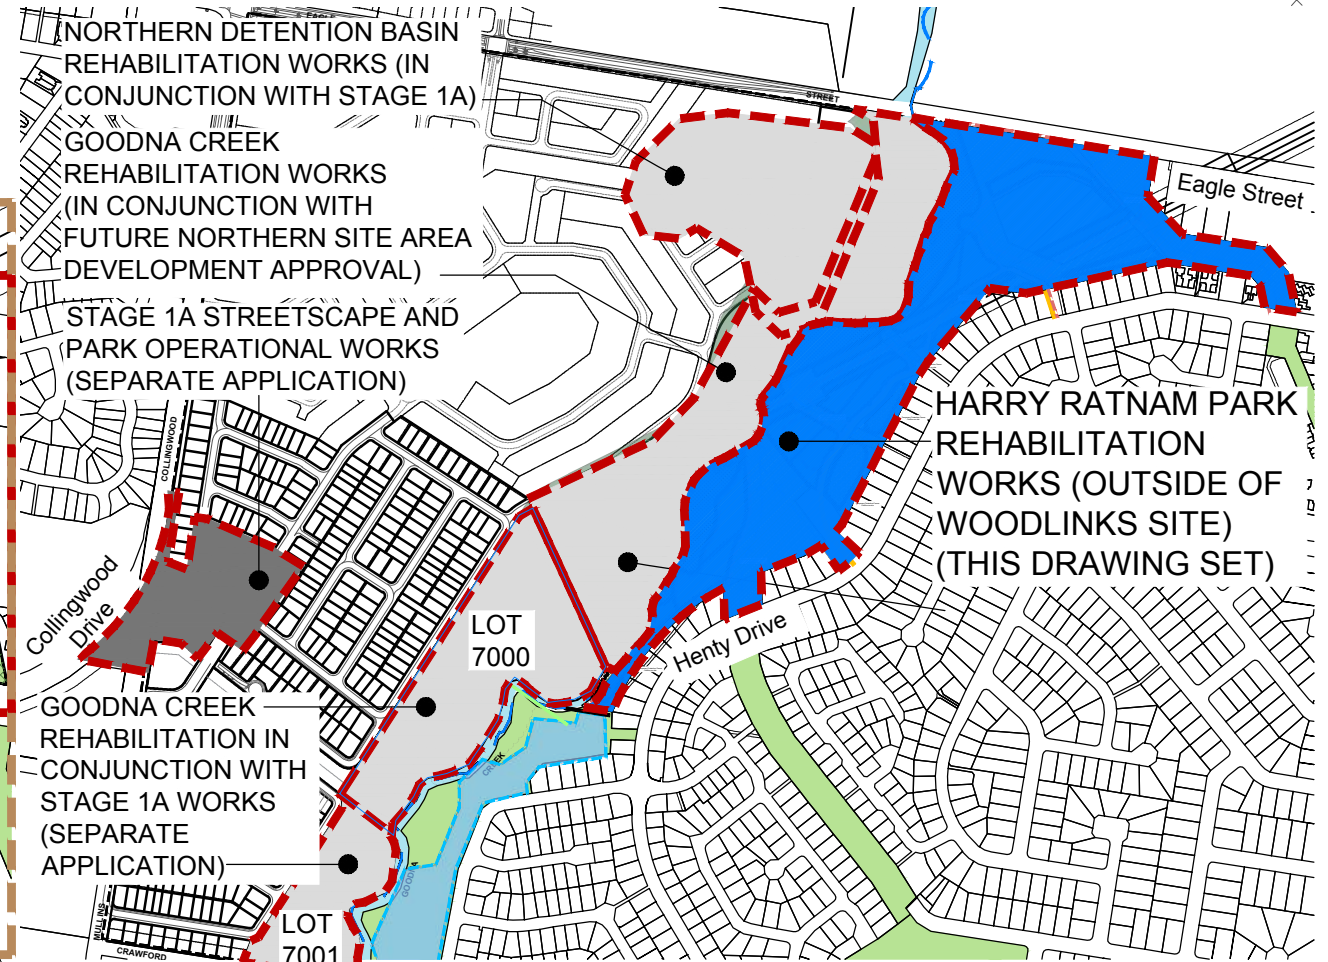 NORTHERN DETENTION BASIN
REHABILITATION WORKS (IN
CONJUNCTION WITH STAGE 1A)
GOODNA CREEK
REHABILITATION WORKS
(IN CONJUNCTION WITH
FUTURE NORTHERN SITE AREA
DEVELOPMENT APPROVAL)
STAGE 1A STREETSCAPE AND
PARK OPERATIONAL WORKS
(SEPARATE APPLICATION)
STREET
Eagle Street
HARRY RATNAM PARK
REHABILITATION
WORKS (OUTSIDE OF
WOODLINKS SITE)
(THIS DRAWING SET)
COLLINGWOOD
Collingwood
Drive
LOT
7000
Henty Drive
GOODNA CREEK
REHABILITATION IN
CONJUNCTION WITH
STAGE 1A WORKS
(SEPARATE
APPLICATION)
CREEK
GOODNA
LOT
7001
MULLINS
CRAWFORD